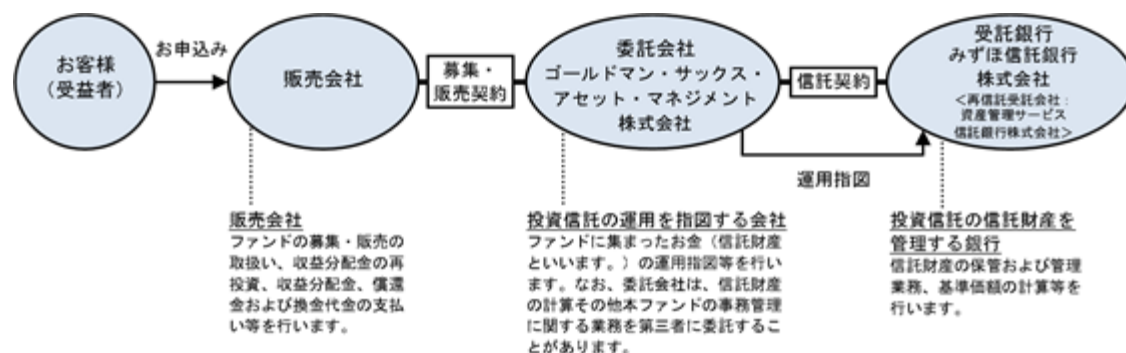 お客様
（受益者）
お申込み
販売会社
募集・
販売契約
委託会社
ゴールドマン・サックス・
アセット・マネジメント
株式会社
信託契約
受託銀行
みずほ信託銀行
株式会社
＜再信託受託会社：
資産管理サービス
信託銀行株式会社＞
運用指図
販売会社
ファンドの募集・販売の
取扱い、収益分配金の再
投資、収益分配金、償還
金および換金代金の支払
い等を行います。
投資信託の運用を指図する会社
ファンドに集まったお金（信託財産
といいます。）の運用指図等を行い
ます。なお、委託会社は、信託財産
の計算その他本ファンドの事務管理
に関する業務を第三者に委託するこ
とがあります。
投資信託の信託財産を
管理する銀行
信託財産の保管および管理
業務、基準価額の計算等を
行います。